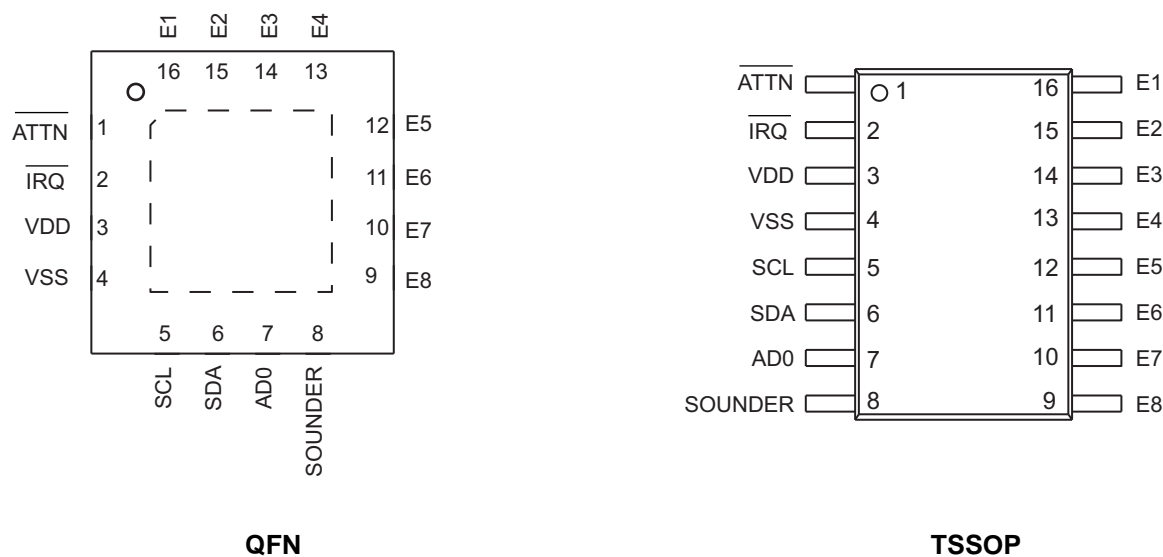 E1
E2
E3
E4
16
15
14
13
ATTN 1
12 E5
IRQ 2
11 E6
VDD 3
10 E7
VSS 4
9 E8
5
6
7
8
SCL
SDA
AD0
SOUNDER
QFN
ATTN 1 16 E1
IRQ 2 15 E2
VDD 3 14 E3
VSS 4 13 E4
SCL 5 12 E5
SDA 6 11 E6
AD0 7 10 E7
SOUNDER 8 9 E8
TSSOP